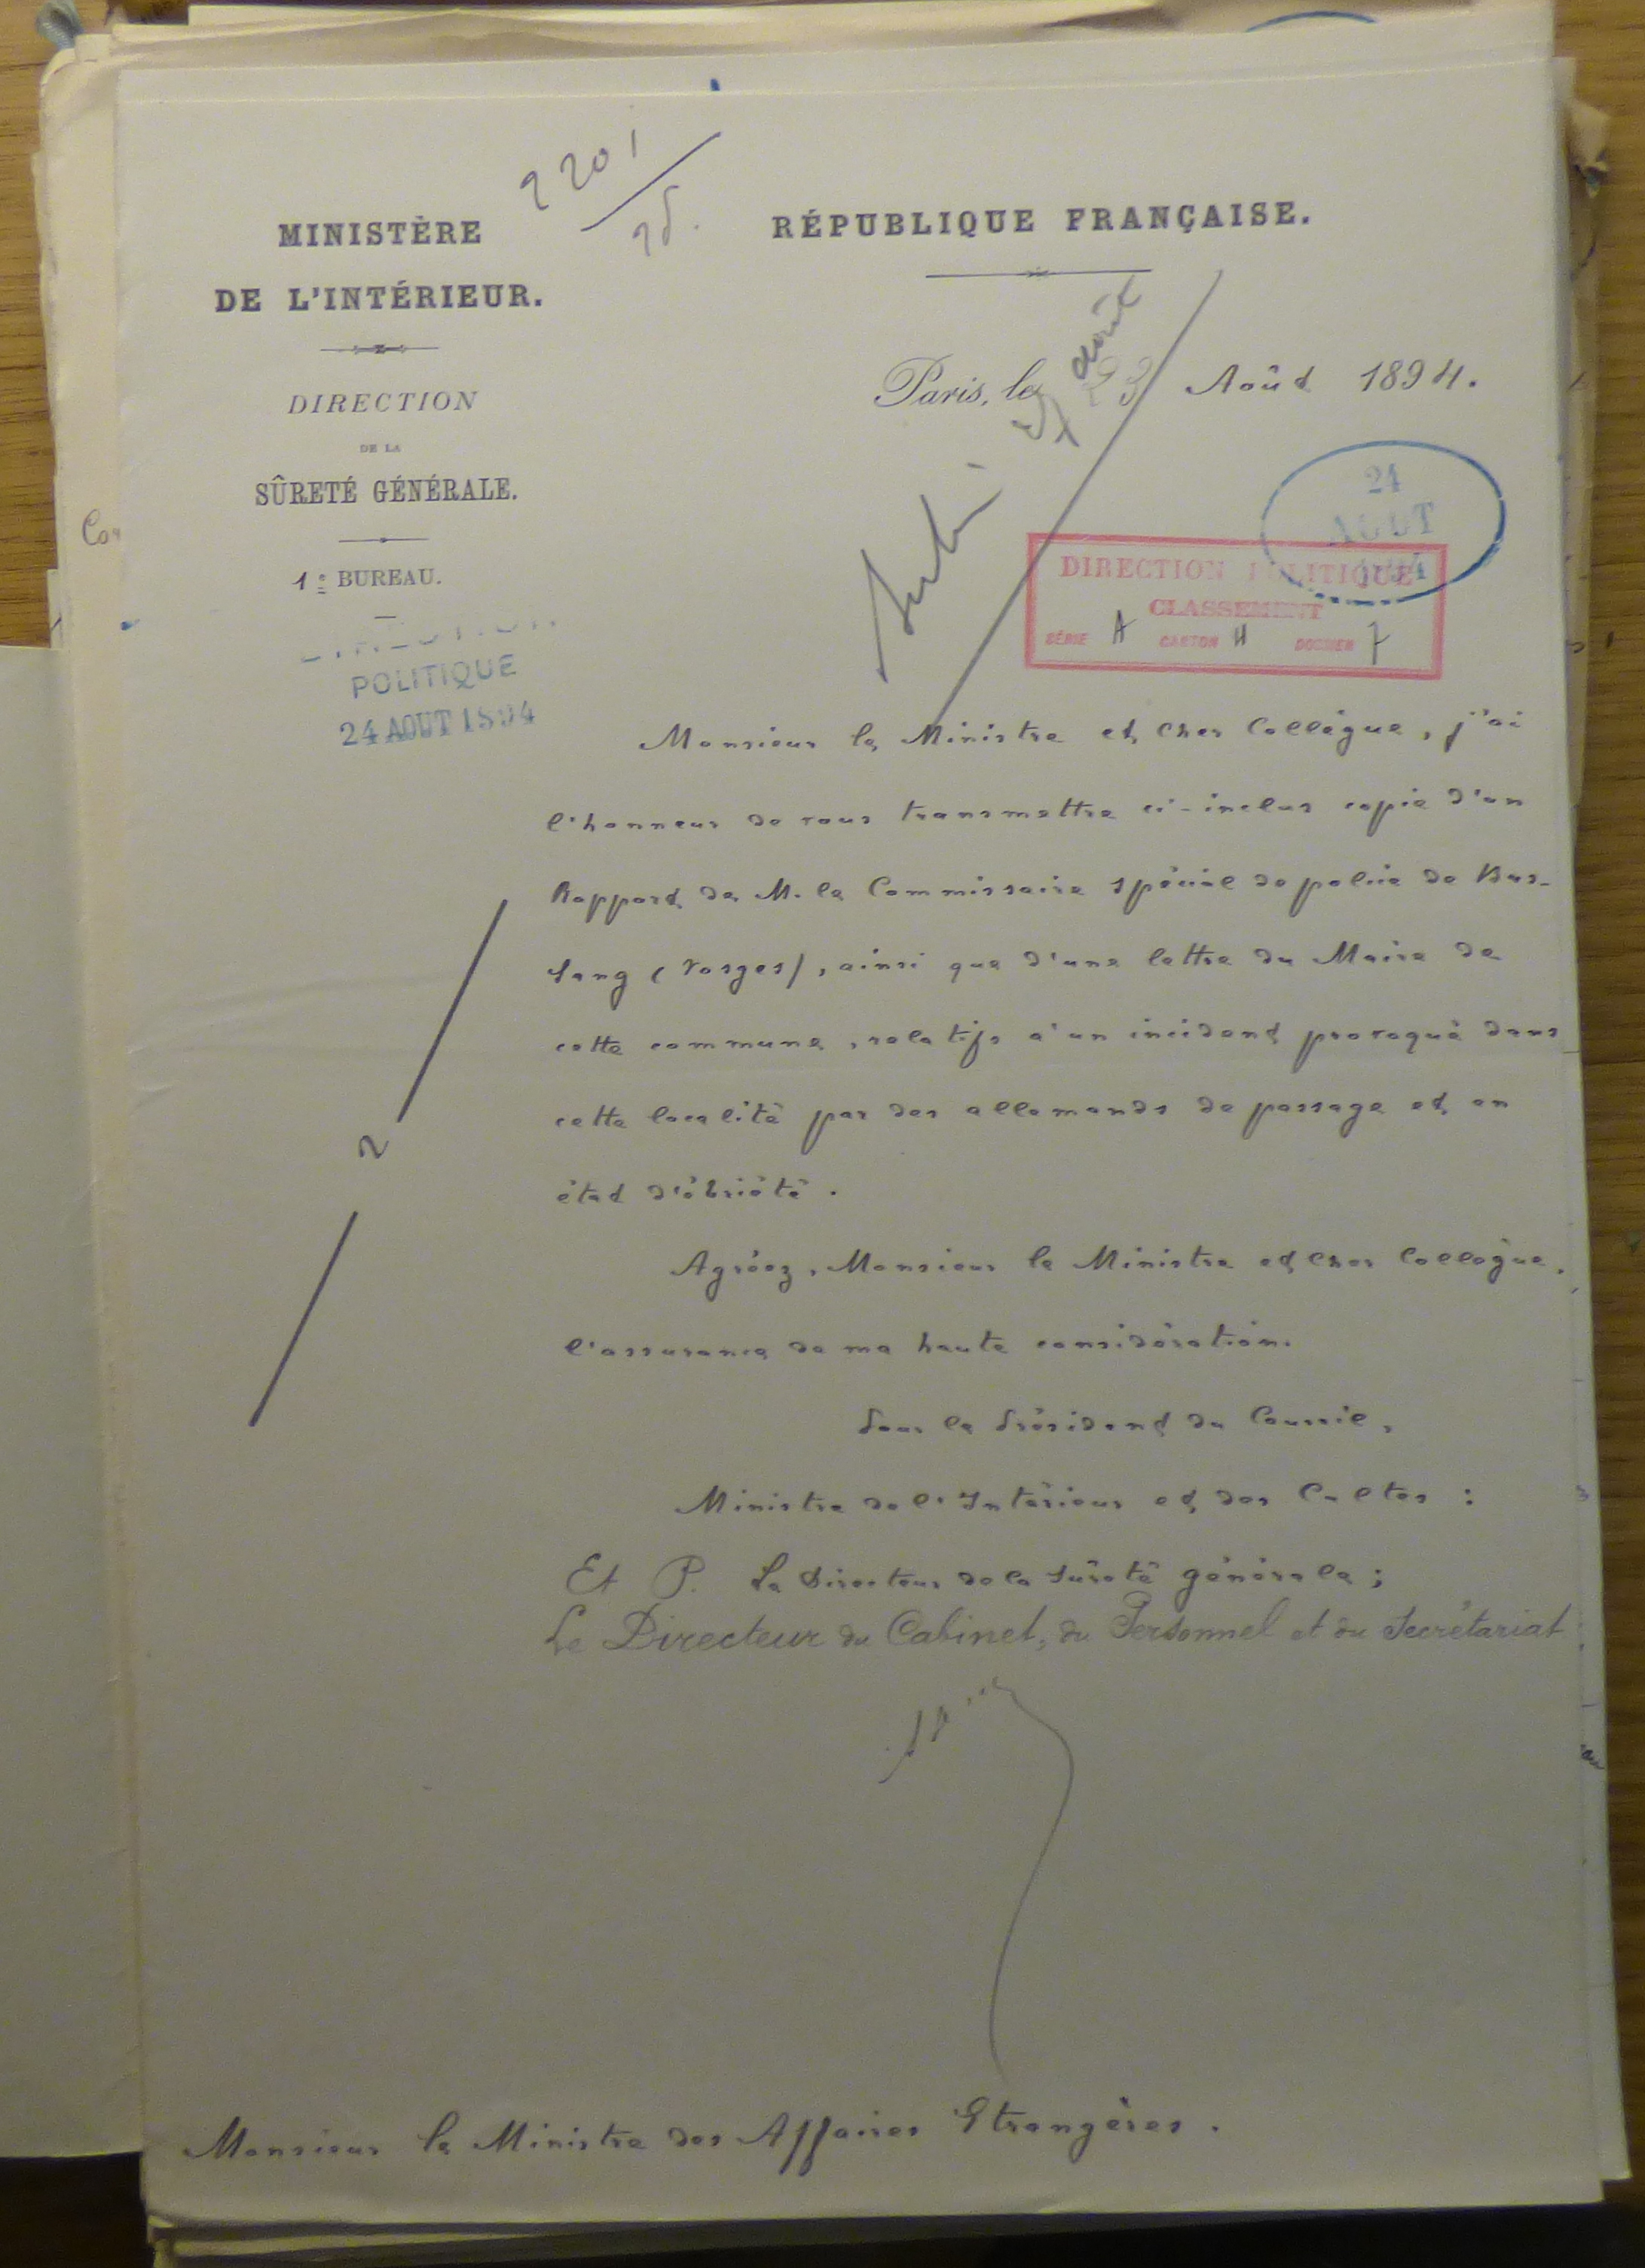 2201
25.
MINISTÈRE
DE L'INTÉRIEUR.
DIRECTION
DE LA
SÛRETÉ GÉNÉRALE.
1e BUREAU.
POLITIQUE
24 AOUT 1894
RÉPUBLIQUE FRANÇAISE.
Paris, le 23 Août 1894.
août
24
AOUT
1894
DIRECTION POLITIQUE
CLASSEMENT
SÉRIE A CARTON H DOSSIER 7
Monsieur le Ministre et cher Collègue, j'ai
l'honneur de vous transmettre ci-inclus copie d'un
Rapport de M. le Commissaire spécial de police de Bus-
sang (Vosges), ainsi que d'une lettre du Maire de
cette commune, relatifs à un incident provoqué dans
cette localité par des allemands de passage et en
état d'ébriété.
2
Agréez, Monsieur le Ministre et cher Collègue,
l'assurance de ma haute considération.
Pour le Président du Conseil,
Ministre de l'Intérieur et des Cultes :
Et P. Le Directeur de la Sûreté générale ;
Le Directeur du Cabinet, du Personnel et du Secrétariat
Monsieur le Ministre des Affaires Etrangères.